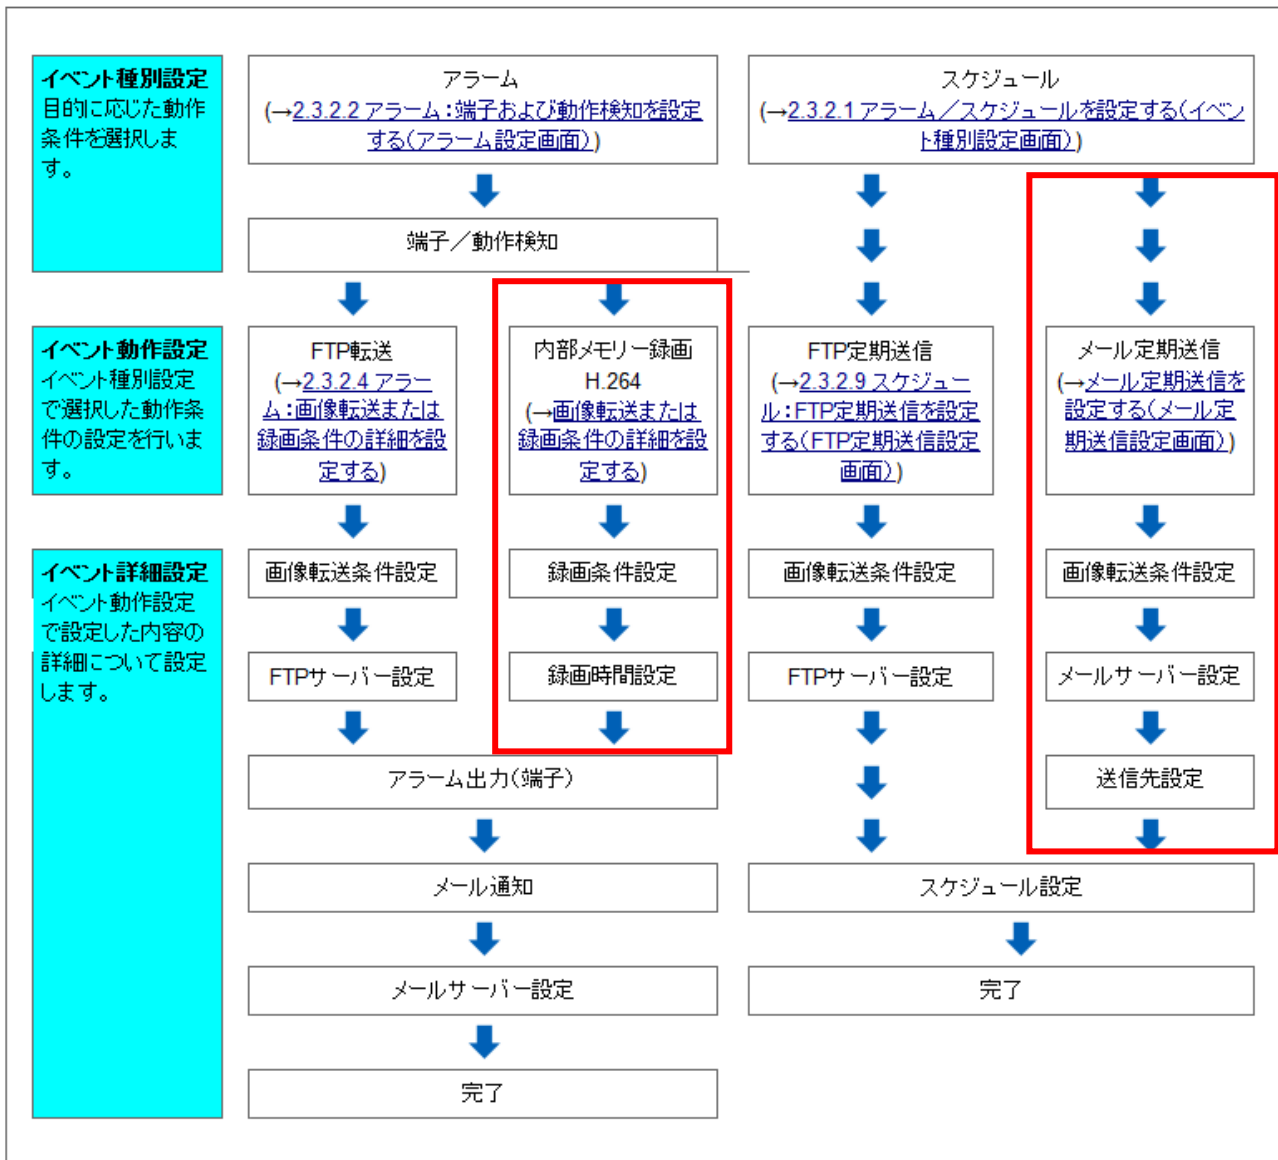 イベント種別設定
目的に応じた動作
条件を選択しま
す。
アラーム
(→2.3.2.2 アラーム：端子および動作検知を設定
する(アラーム設定画面))
スケジュール
(→2.3.2.1 アラーム／スケジュールを設定する(イベン
ト種別設定画面))
端子／動作検知
イベント動作設定
イベント種別設定
で選択した動作条
件の設定を行いま
す。
FTP転送
(→2.3.2.4 アラー
ム：画像転送または
録画条件の詳細を設
定する)
内部メモリー録画
H.264
(→画像転送または
録画条件の詳細を設
定する)
FTP定期送信
(→2.3.2.9 スケジュー
ル：FTP定期送信を設定
する(FTP定期送信設定
画面))
メール定期送信
(→メール定期送信を
設定する(メール定
期送信設定画面))
イベント詳細設定
イベント動作設定
で設定した内容の
詳細について設定
します。
画像転送条件設定
録画条件設定
画像転送条件設定
画像転送条件設定
FTPサーバー設定
録画時間設定
FTPサーバー設定
メールサーバー設定
アラーム出力(端子)
送信先設定
メール通知
スケジュール設定
メールサーバー設定
完了
完了